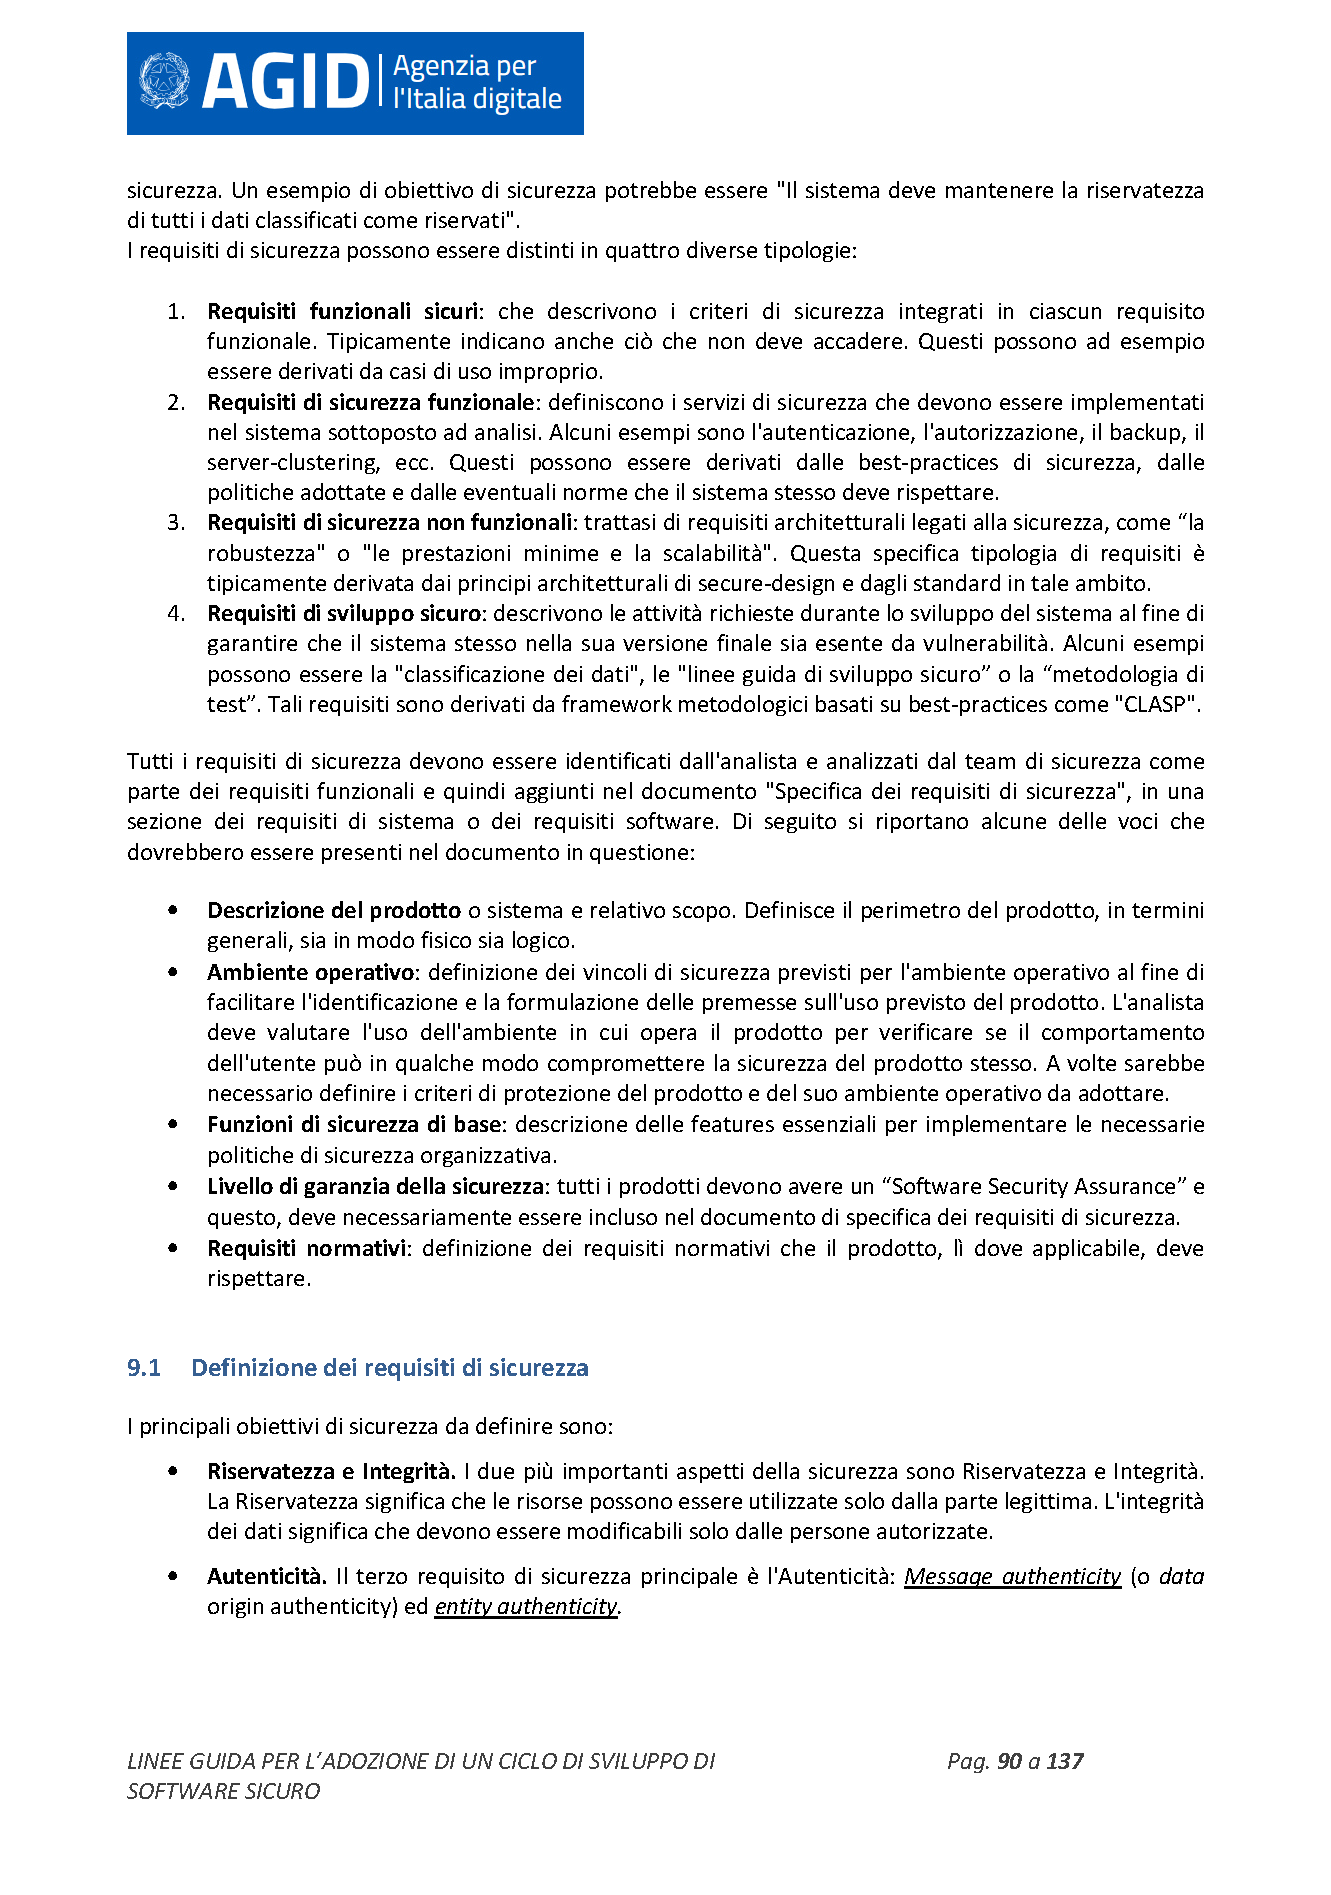 AGID Agenzia per
l'Italia digitale
sicurezza. Un esempio di obiettivo di sicurezza potrebbe essere "Il sistema deve mantenere la riservatezza
di tutti i dati classificati come riservati".
I requisiti di sicurezza possono essere distinti in quattro diverse tipologie:
1. Requisiti funzionali sicuri: che descrivono i criteri di sicurezza integrati in ciascun requisito
funzionale. Tipicamente indicano anche ciò che non deve accadere. Questi possono ad esempio
essere derivati da casi di uso improprio.
2. Requisiti di sicurezza funzionale: definiscono i servizi di sicurezza che devono essere implementati
nel sistema sottoposto ad analisi. Alcuni esempi sono l'autenticazione, l'autorizzazione, il backup, il
server-clustering, ecc. Questi possono essere derivati dalle best-practices di sicurezza, dalle
politiche adottate e dalle eventuali norme che il sistema stesso deve rispettare.
3. Requisiti di sicurezza non funzionali: trattasi di requisiti architetturali legati alla sicurezza, come “la
robustezza" o "le prestazioni minime e la scalabilità". Questa specifica tipologia di requisiti è
tipicamente derivata dai principi architetturali di secure-design e dagli standard in tale ambito.
4. Requisiti di sviluppo sicuro: descrivono le attività richieste durante lo sviluppo del sistema al fine di
garantire che il sistema stesso nella sua versione finale sia esente da vulnerabilità. Alcuni esempi
possono essere la "classificazione dei dati", le "linee guida di sviluppo sicuro” o la “metodologia di
test”. Tali requisiti sono derivati da framework metodologici basati su best-practices come "CLASP".
Tutti i requisiti di sicurezza devono essere identificati dall'analista e analizzati dal team di sicurezza come
parte dei requisiti funzionali e quindi aggiunti nel documento "Specifica dei requisiti di sicurezza", in una
sezione dei requisiti di sistema o dei requisiti software. Di seguito si riportano alcune delle voci che
dovrebbero essere presenti nel documento in questione:
• Descrizione del prodotto o sistema e relativo scopo. Definisce il perimetro del prodotto, in termini
generali, sia in modo fisico sia logico.
• Ambiente operativo: definizione dei vincoli di sicurezza previsti per l'ambiente operativo al fine di
facilitare l'identificazione e la formulazione delle premesse sull'uso previsto del prodotto. L'analista
deve valutare l'uso dell'ambiente in cui opera il prodotto per verificare se il comportamento
dell'utente può in qualche modo compromettere la sicurezza del prodotto stesso. A volte sarebbe
necessario definire i criteri di protezione del prodotto e del suo ambiente operativo da adottare.
• Funzioni di sicurezza di base: descrizione delle features essenziali per implementare le necessarie
politiche di sicurezza organizzativa.
• Livello di garanzia della sicurezza: tutti i prodotti devono avere un “Software Security Assurance” e
questo, deve necessariamente essere incluso nel documento di specifica dei requisiti di sicurezza.
• Requisiti normativi: definizione dei requisiti normativi che il prodotto, lì dove applicabile, deve
rispettare.
9.1 Definizione dei requisiti di sicurezza
I principali obiettivi di sicurezza da definire sono:
• Riservatezza e Integrità. I due più importanti aspetti della sicurezza sono Riservatezza e Integrità.
La Riservatezza significa che le risorse possono essere utilizzate solo dalla parte legittima. L'integrità
dei dati significa che devono essere modificabili solo dalle persone autorizzate.
• Autenticità. Il terzo requisito di sicurezza principale è l'Autenticità: Message authenticity (o data
origin authenticity) ed entity authenticity.
LINEE GUIDA PER L’ADOZIONE DI UN CICLO DI SVILUPPO DI Pag. 90 a 137
SOFTWARE SICURO